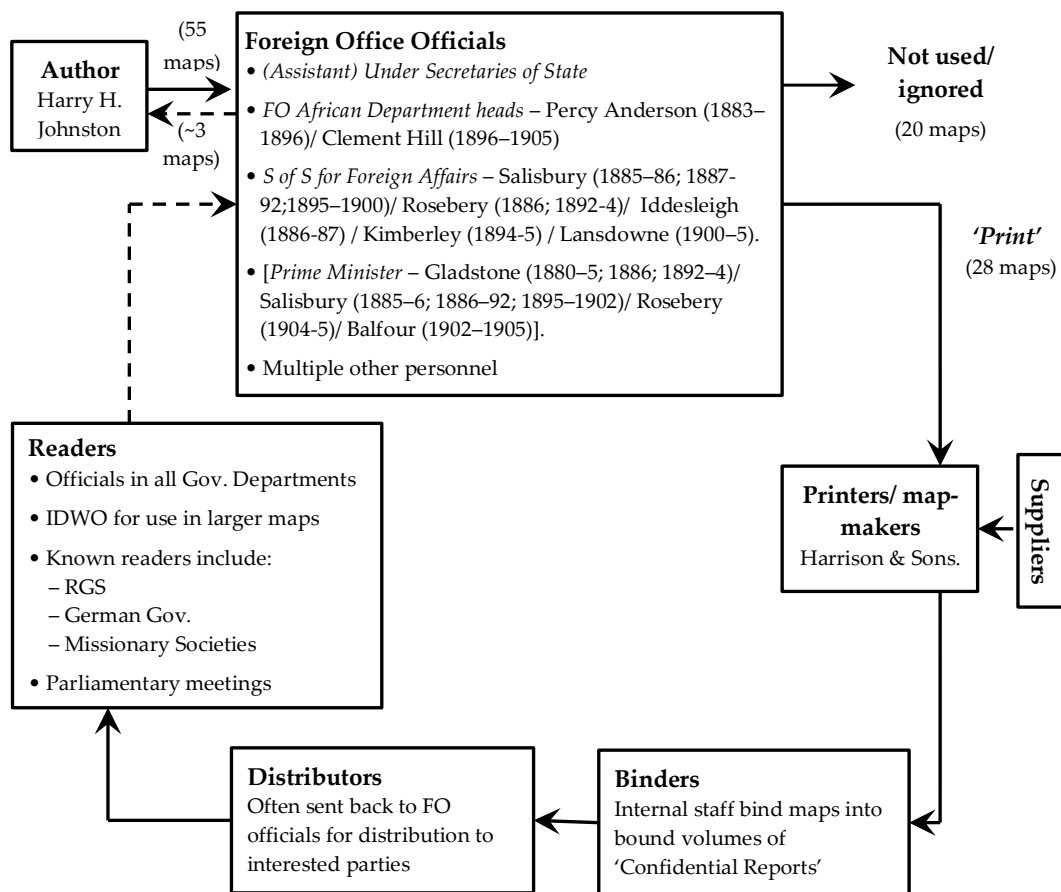 Author
Harry H.
Johnston
(55
maps)
(~3
maps)
Foreign Office Officials
• (Assistant) Under Secretaries of State
• FO African Department heads – Percy Anderson (1883–
1896)/ Clement Hill (1896–1905)
• S of S for Foreign Affairs – Salisbury (1885–86; 1887-
92;1895–1900)/ Rosebery (1886; 1892-4)/ Iddesleigh
(1886-87) / Kimberley (1894-5) / Lansdowne (1900–5).
• [Prime Minister – Gladstone (1880–5; 1886; 1892–4)/
Salisbury (1885–6; 1886–92; 1895–1902)/ Rosebery
(1904-5)/ Balfour (1902–1905)].
• Multiple other personnel
Not used/
ignored
(20 maps)
'Print'
(28 maps)
Printers/ map-
makers
Harrison & Sons.
Suppliers
Binders
Internal staff bind maps into
bound volumes of
'Confidential Reports'
Distributors
Often sent back to FO
officials for distribution to
interested parties
Readers
• Officials in all Gov. Departments
• IDWO for use in larger maps
• Known readers include:
– RGS
– German Gov.
– Missionary Societies
• Parliamentary meetings